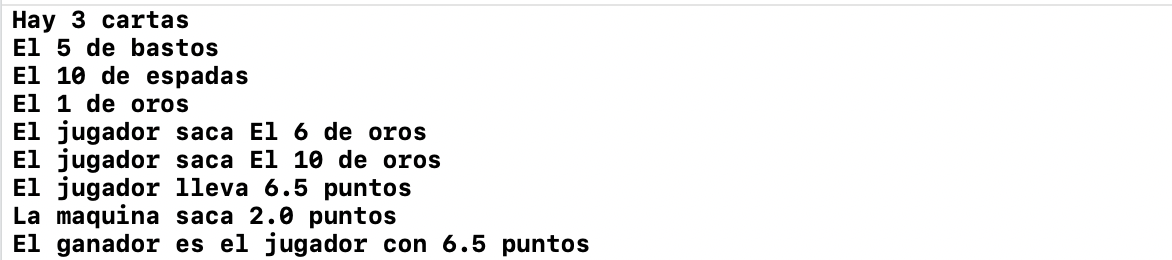 Hay 3 cartas
El 5 de bastos
El 10 de espadas
El 1 de oros
El jugador saca El 6 de oros
El jugador saca El 10 de oros
El jugador lleva 6.5 puntos
La maquina saca 2.0 puntos
El ganador es el jugador con 6.5 puntos